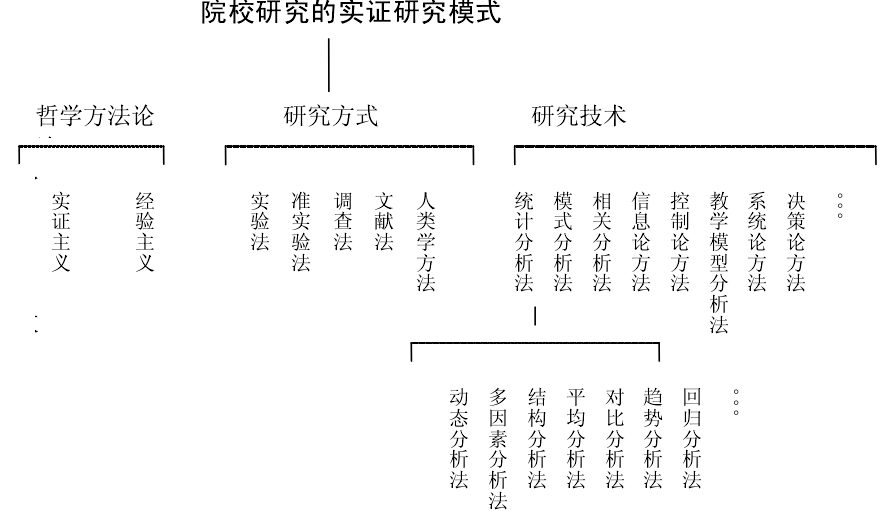 院校研究的实证研究模式
哲学方法论
研究方式
研究技术
实证主义
经验主义
实验法
准实验法
调查法
文献法
人类学方法
统计分析法
模式分析法
相关分析法
信息论方法
控制论方法
教学模型分析法
系统论方法
决策论方法
。。。
动态分析法
多因素分析法
结构分析法
平均分析法
对比分析法
趋势分析法
回归分析法
。。。